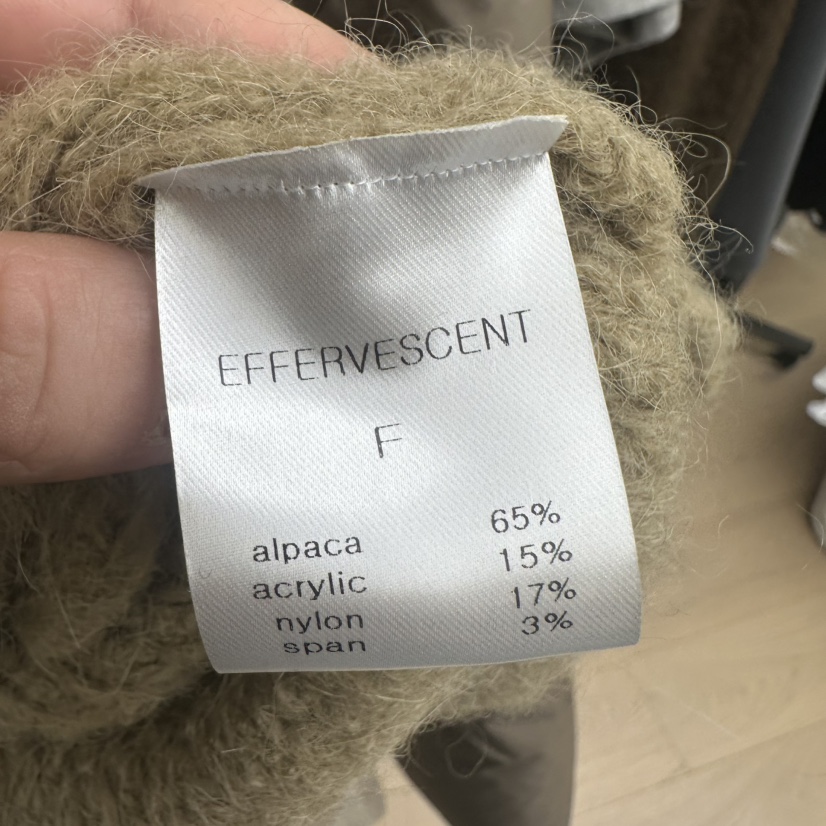 EFFERVESCENT
F
alpaca 65%
acrylic 15%
nylon 17%
span 3%